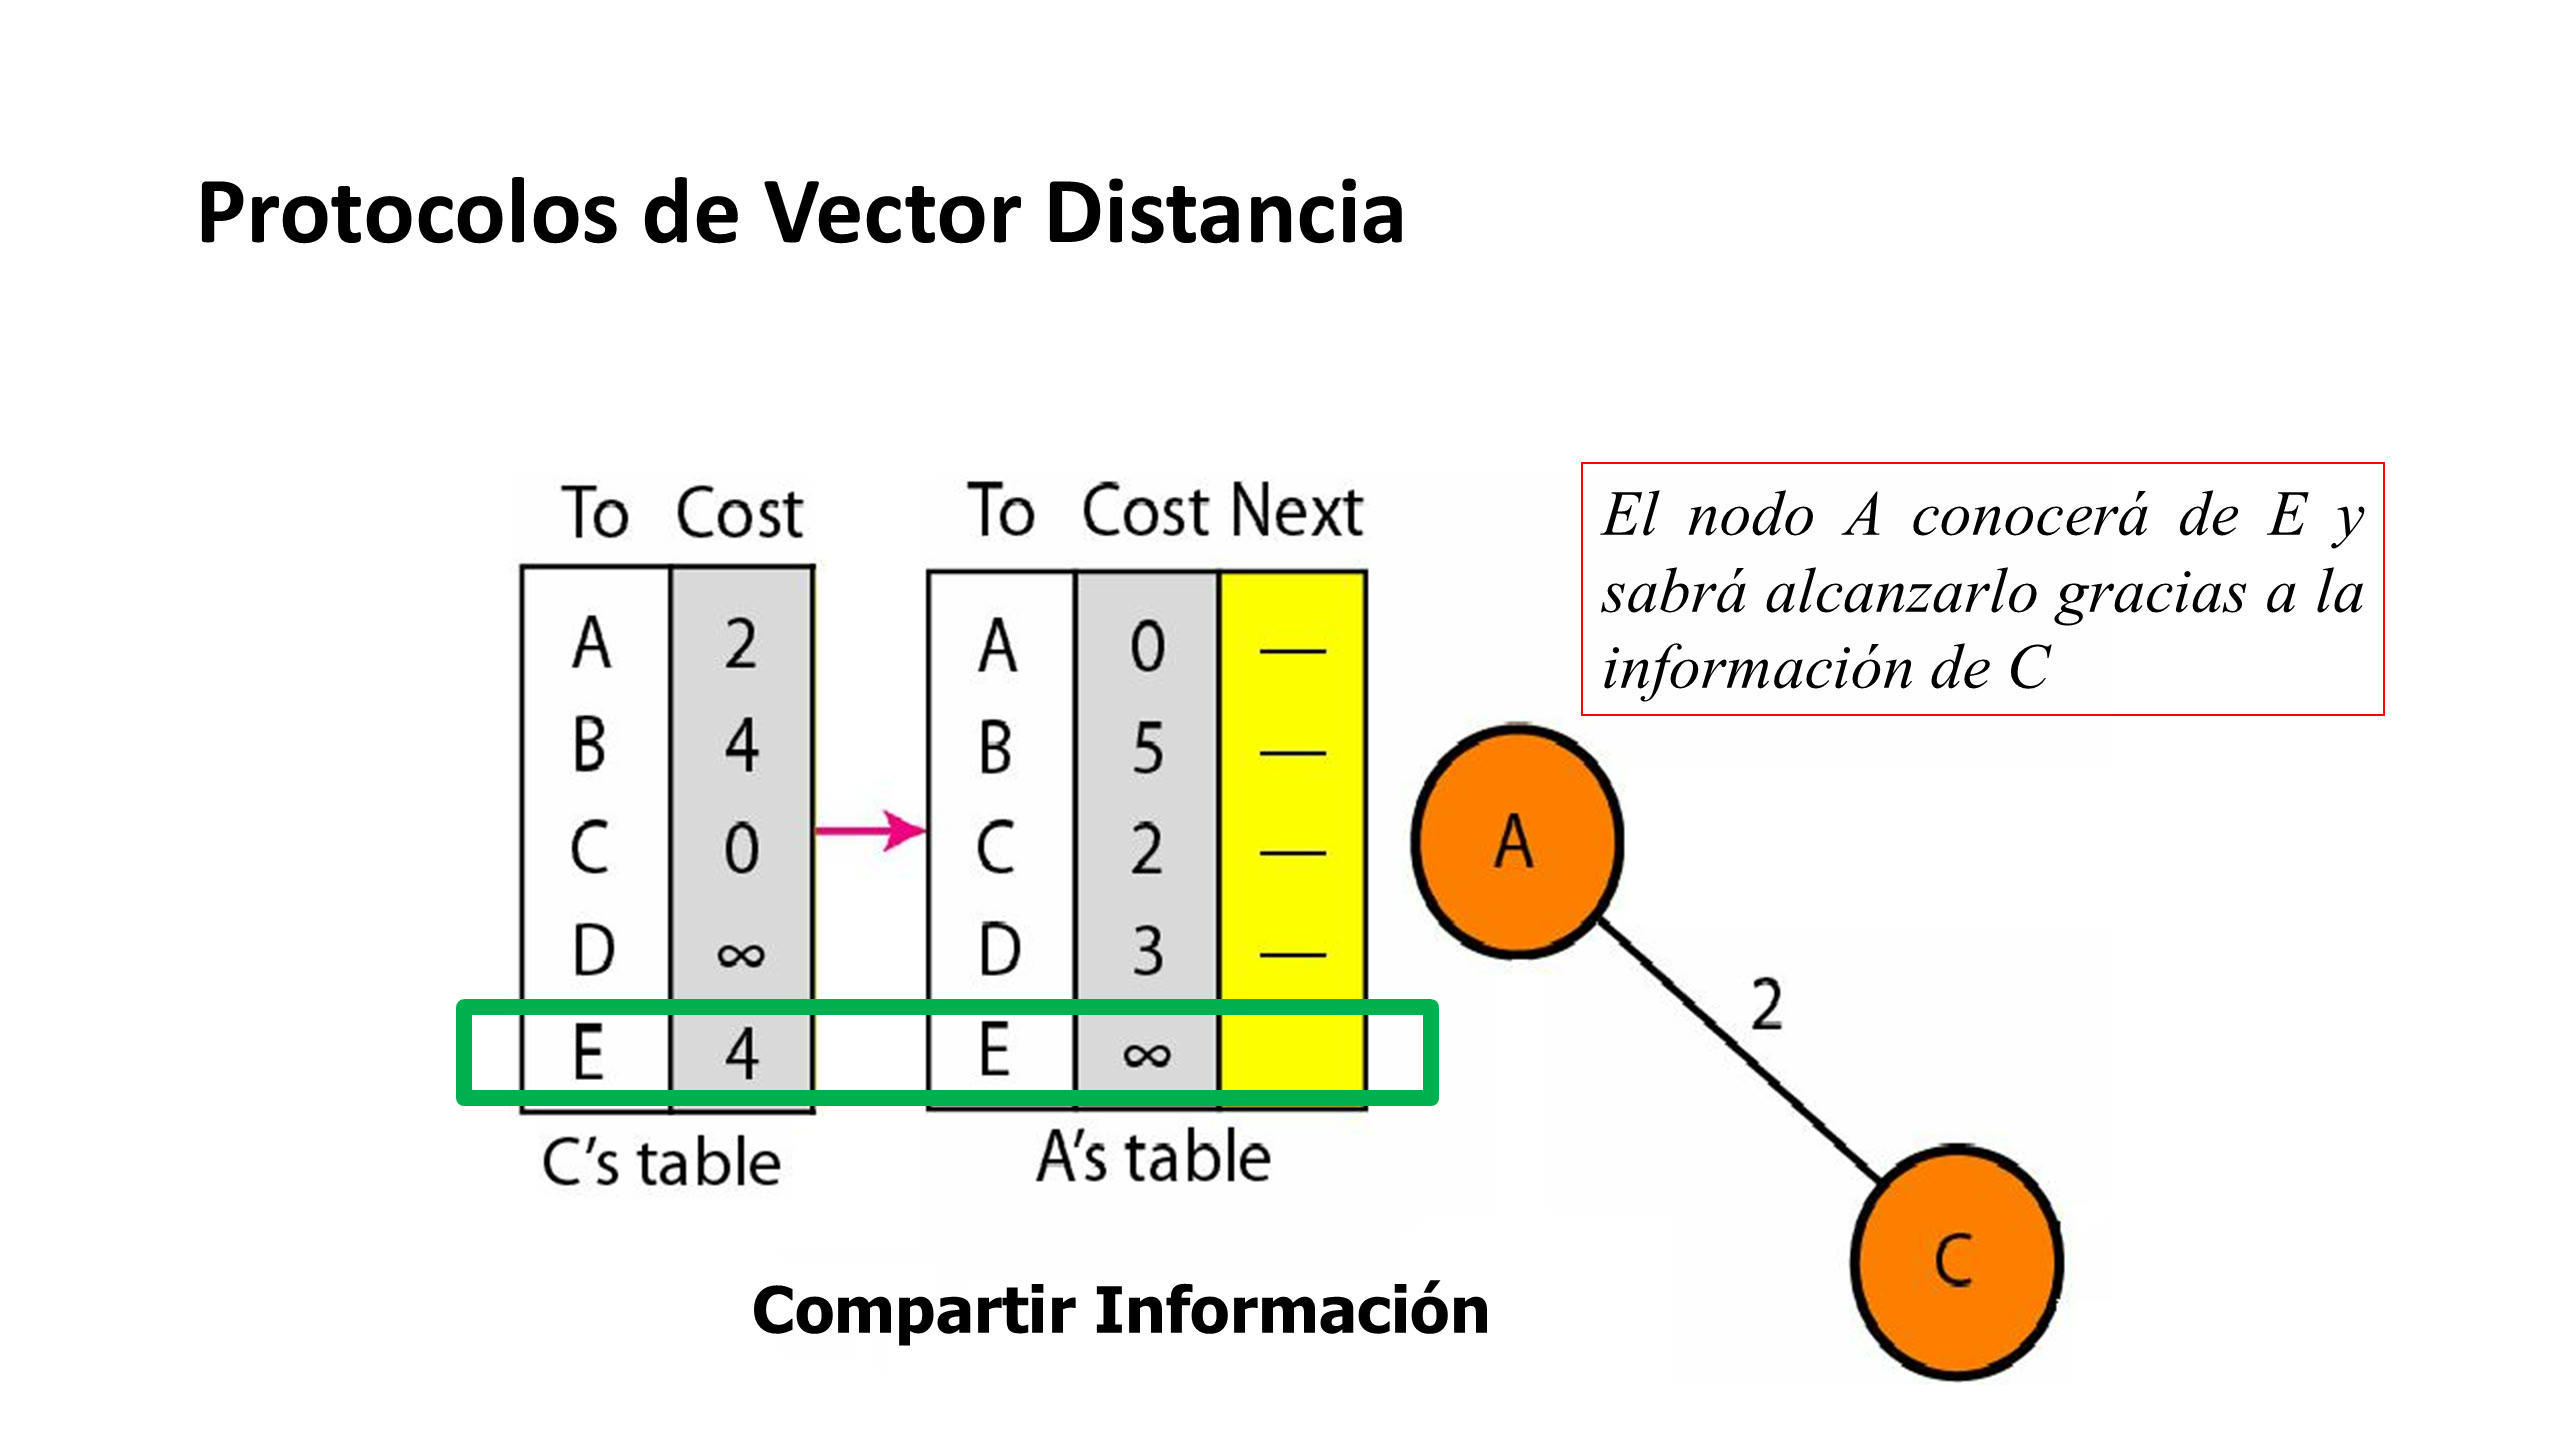 Protocolos de Vector Distancia
To Cost To Cost Next
A 2 A 0 —
B 4 B 5 —
C 0 C 2 —
D ∞ D 3 —
E 4 E ∞
C's table A's table
El nodo A conocerá de E y
sabrá alcanzarlo gracias a la
información de C
A
2
C
Compartir Información